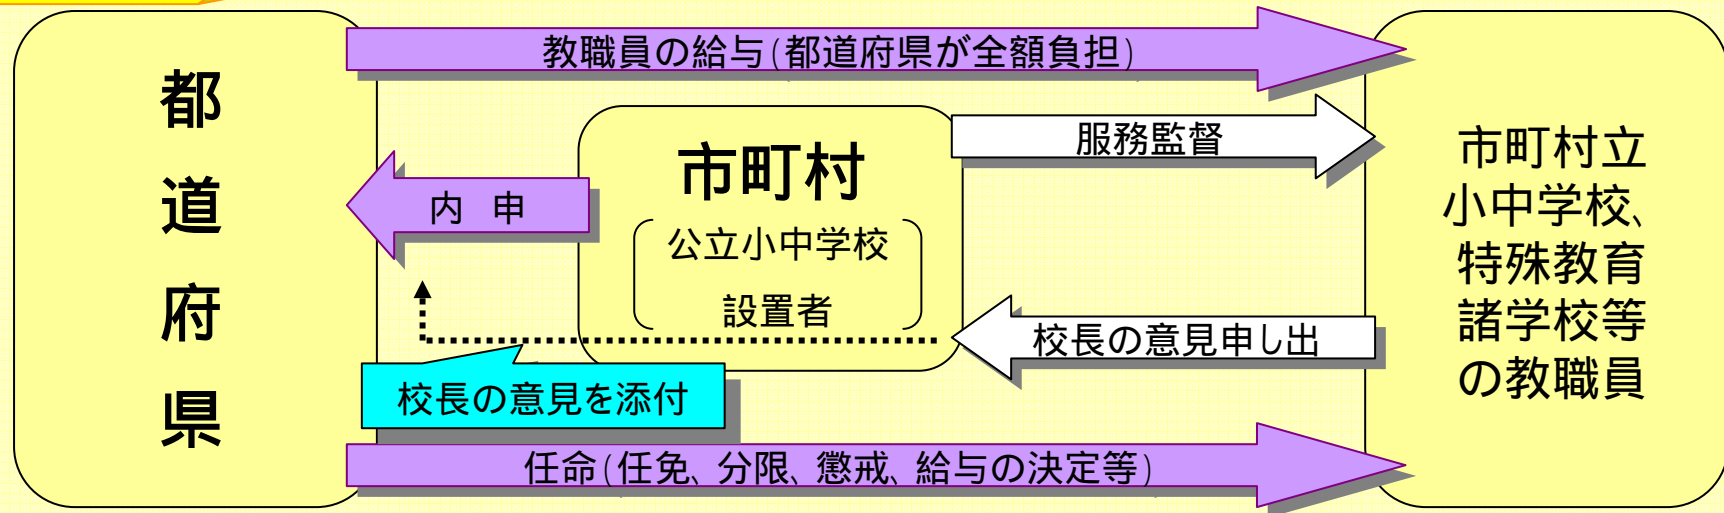 都
道
府
県
教職員の給与(都道府県が全額負担)
市町村
公立小中学校
設置者
内 申
服務監督
校長の意見申し出
校長の意見を添付
任命(任免、分限、懲戒、給与の決定等)
市町村立
小中学校、
特殊教育
諸学校等
の教職員